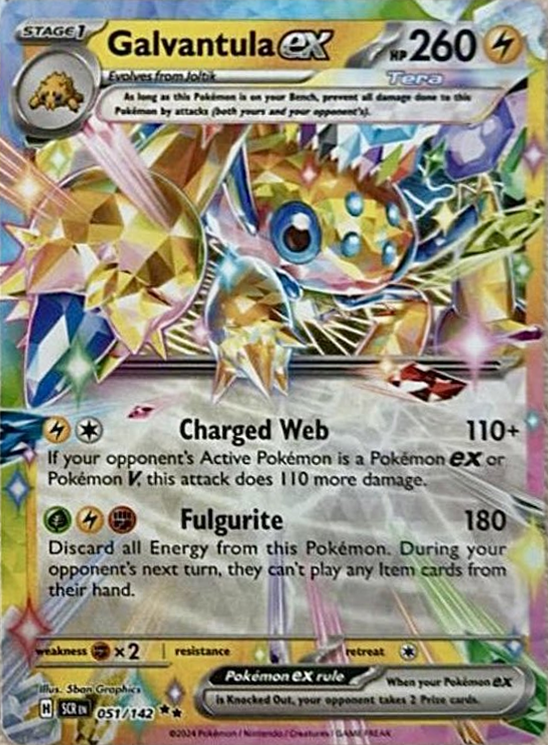 STAGE 1 Galvantula ex HP 260
Evolves from Joltik Tera
As long as this Pokémon is on your Bench, prevent all damage done to this
Pokémon by attacks (both yours and your opponent's).
Charged Web 110+
If your opponent's Active Pokémon is a Pokémon ex or
Pokémon V, this attack does 110 more damage.
Fulgurite 180
Discard all Energy from this Pokémon. During your
opponent's next turn, they can't play any Item cards from
their hand.
weakness ×2 resistance retreat
Pokémon ex rule When your Pokémon ex
is Knocked Out, your opponent takes 2 Prize cards.
Illus. 5ban Graphics
H SCR EN 051/142 ★★
©2024 Pokémon / Nintendo / Creatures / GAME FREAK